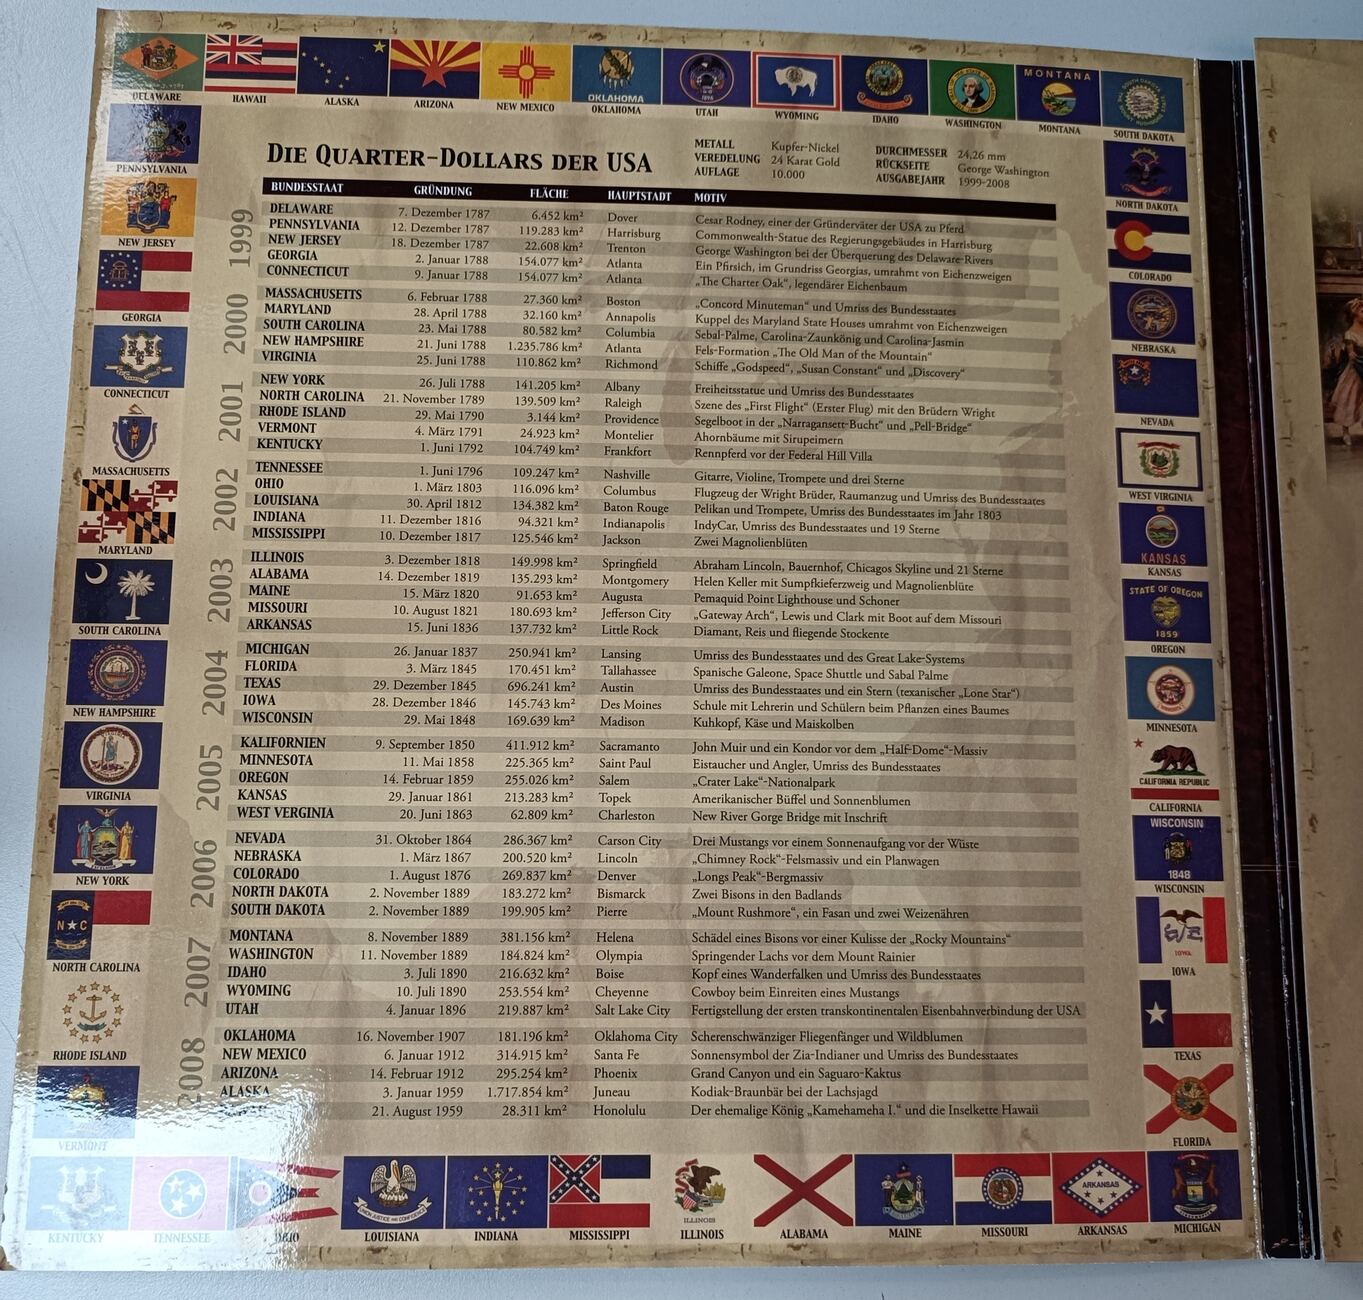 DELAWARE
HAWAII
ALASKA
ARIZONA
NEW MEXICO
OKLAHOMA
OKLAHOMA
UTAH
WYOMING
IDAHO
WASHINGTON
MONTANA
MONTANA
SOUTH DAKOTA
PENNSYLVANIA
NEW JERSEY
GEORGIA
CONNECTICUT
MASSACHUSETTS
MARYLAND
SOUTH CAROLINA
NEW HAMPSHIRE
VIRGINIA
NEW YORK
N C
NORTH CAROLINA
RHODE ISLAND
VERMONT
DIE QUARTER-DOLLARS DER USA
METALL Kupfer-Nickel
VEREDELUNG 24 Karat Gold
AUFLAGE 10.000
DURCHMESSER 24,26 mm
RÜCKSEITE George Washington
AUSGABEJAHR 1999-2008
BUNDESSTAAT GRÜNDUNG FLÄCHE HAUPTSTADT MOTIV
1999
DELAWARE 7. Dezember 1787 6.452 km² Dover Cesar Rodney, einer der Gründerväter der USA zu Pferd
PENNSYLVANIA 12. Dezember 1787 119.283 km² Harrisburg Commonwealth-Statue des Regierungsgebäudes in Harrisburg
NEW JERSEY 18. Dezember 1787 22.608 km² Trenton George Washington bei der Überquerung des Delaware-Rivers
GEORGIA 2. Januar 1788 154.077 km² Atlanta Ein Pfirsich, im Grundriss Georgias, umrahmt von Eichenzweigen
CONNECTICUT 9. Januar 1788 154.077 km² Atlanta „The Charter Oak“, legendärer Eichenbaum
2000
MASSACHUSETTS 6. Februar 1788 27.360 km² Boston „Concord Minuteman“ und Umriss des Bundesstaates
MARYLAND 28. April 1788 32.160 km² Annapolis Kuppel des Maryland State Houses umrahmt von Eichenzweigen
SOUTH CAROLINA 23. Mai 1788 80.582 km² Columbia Sebal-Palme, Carolina-Zaunkönig und Carolina-Jasmin
NEW HAMPSHIRE 21. Juni 1788 1.235.786 km² Atlanta Fels-Formation „The Old Man of the Mountain“
VIRGINIA 25. Juni 1788 110.862 km² Richmond Schiffe „Godspeed“, „Susan Constant“ und „Discovery“
2001
NEW YORK 26. Juli 1788 141.205 km² Albany Freiheitsstatue und Umriss des Bundesstaates
NORTH CAROLINA 21. November 1789 139.509 km² Raleigh Szene des „First Flight“ (Erster Flug) mit den Brüdern Wright
RHODE ISLAND 29. Mai 1790 3.144 km² Providence Segelboot in der „Narragansett-Bucht“ und „Pell-Bridge“
VERMONT 4. März 1791 24.923 km² Montelier Ahornbäume mit Sirupeimern
KENTUCKY 1. Juni 1792 104.749 km² Frankfort Rennpferd vor der Federal Hill Villa
2002
TENNESSEE 1. Juni 1796 109.247 km² Nashville Gitarre, Violine, Trompete und drei Sterne
OHIO 1. März 1803 116.096 km² Columbus Flugzeug der Wright Brüder, Raumanzug und Umriss des Bundesstaates
LOUISIANA 30. April 1812 134.382 km² Baton Rouge Pelikan und Trompete, Umriss des Bundesstaates im Jahr 1803
INDIANA 11. Dezember 1816 94.321 km² Indianapolis IndyCar, Umriss des Bundesstaates und 19 Sterne
MISSISSIPPI 10. Dezember 1817 125.546 km² Jackson Zwei Magnolienblüten
2003
ILLINOIS 3. Dezember 1818 149.998 km² Springfield Abraham Lincoln, Bauernhof, Chicagos Skyline und 21 Sterne
ALABAMA 14. Dezember 1819 135.293 km² Montgomery Helen Keller mit Sumpfkieferzweig und Magnolienblüte
MAINE 15. März 1820 91.653 km² Augusta Pemaquid Point Lighthouse und Schoner
MISSOURI 10. August 1821 180.693 km² Jefferson City „Gateway Arch“, Lewis und Clark mit Boot auf dem Missouri
ARKANSAS 15. Juni 1836 137.732 km² Little Rock Diamant, Reis und fliegende Stockente
2004
MICHIGAN 26. Januar 1837 250.941 km² Lansing Umriss des Bundesstaates und des Great Lake-Systems
FLORIDA 3. März 1845 170.451 km² Tallahassee Spanische Galeone, Space Shuttle und Sabal Palme
TEXAS 29. Dezember 1845 696.241 km² Austin Umriss des Bundesstaates und ein Stern (texanischer „Lone Star“)
IOWA 28. Dezember 1846 145.743 km² Des Moines Schule mit Lehrerin und Schülern beim Pflanzen eines Baumes
WISCONSIN 29. Mai 1848 169.639 km² Madison Kuhkopf, Käse und Maiskolben
2005
KALIFORNIEN 9. September 1850 411.912 km² Sacramanto John Muir und ein Kondor vor dem „Half-Dome“-Massiv
MINNESOTA 11. Mai 1858 225.365 km² Saint Paul Eistaucher und Angler, Umriss des Bundesstaates
OREGON 14. Februar 1859 255.026 km² Salem „Crater Lake“-Nationalpark
KANSAS 29. Januar 1861 213.283 km² Topek Amerikanischer Büffel und Sonnenblumen
WEST VERGINIA 20. Juni 1863 62.809 km² Charleston New River Gorge Bridge mit Inschrift
2006
NEVADA 31. Oktober 1864 286.367 km² Carson City Drei Mustangs vor einem Sonnenaufgang vor der Wüste
NEBRASKA 1. März 1867 200.520 km² Lincoln „Chimney Rock“-Felsmassiv und ein Planwagen
COLORADO 1. August 1876 269.837 km² Denver „Longs Peak“-Bergmassiv
NORTH DAKOTA 2. November 1889 183.272 km² Bismarck Zwei Bisons in den Badlands
SOUTH DAKOTA 2. November 1889 199.905 km² Pierre „Mount Rushmore“, ein Fasan und zwei Weizenähren
2007
MONTANA 8. November 1889 381.156 km² Helena Schädel eines Bisons vor einer Kulisse der „Rocky Mountains“
WASHINGTON 11. November 1889 184.824 km² Olympia Springender Lachs vor dem Mount Rainier
IDAHO 3. Juli 1890 216.632 km² Boise Kopf eines Wanderfalken und Umriss des Bundesstaates
WYOMING 10. Juli 1890 253.554 km² Cheyenne Cowboy beim Einreiten eines Mustangs
UTAH 4. Januar 1896 219.887 km² Salt Lake City Fertigstellung der ersten transkontinentalen Eisenbahnverbindung der USA
2008
OKLAHOMA 16. November 1907 181.196 km² Oklahoma City Scherenschwänziger Fliegenfänger und Wildblumen
NEW MEXICO 6. Januar 1912 314.915 km² Santa Fe Sonnensymbol der Zia-Indianer und Umriss des Bundesstaates
ARIZONA 14. Februar 1912 295.254 km² Phoenix Grand Canyon und ein Saguaro-Kaktus
ALASKA 3. Januar 1959 1.717.854 km² Juneau Kodiak-Braunbär bei der Lachsjagd
21. August 1959 28.311 km² Honolulu Der ehemalige König „Kamehameha I.“ und die Inselkette Hawaii
NORTH DAKOTA
COLORADO
NEBRASKA
NEVADA
WEST VIRGINIA
KANSAS
KANSAS
STATE OF OREGON
1859
OREGON
MINNESOTA
CALIFORNIA REPUBLIC
CALIFORNIA
WISCONSIN
1848
WISCONSIN
IOWA
IOWA
TEXAS
FLORIDA
KENTUCKY
TENNESSEE
OHIO
LOUISIANA
INDIANA
MISSISSIPPI
ILLINOIS
ILLINOIS
ALABAMA
MAINE
MISSOURI
ARKANSAS
ARKANSAS
MICHIGAN